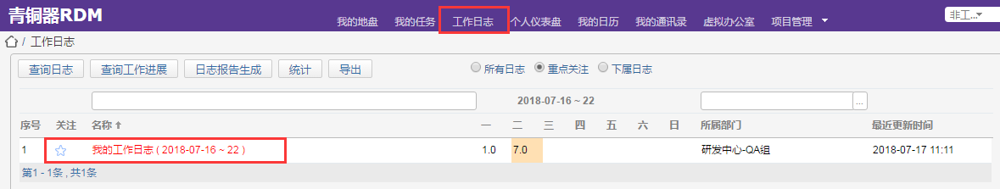 青铜器RDM
我的地盘 我的任务 工作日志 个人仪表盘 我的日历 我的通讯录 虚拟办公室 项目管理 非工...
/ 工作日志
查询日志 查询工作进展 日志报告生成 统计 导出 所有日志 重点关注 下属日志
2018-07-16 ~ 22 ...
序号 关注 名称 一 二 三 四 五 六 日 所属部门 最近更新时间
1 我的工作日志 ( 2018-07-16 ~ 22 ) 1.0 7.0 研发中心-QA组 2018-07-17 11:11
第1 - 1条 , 共1条